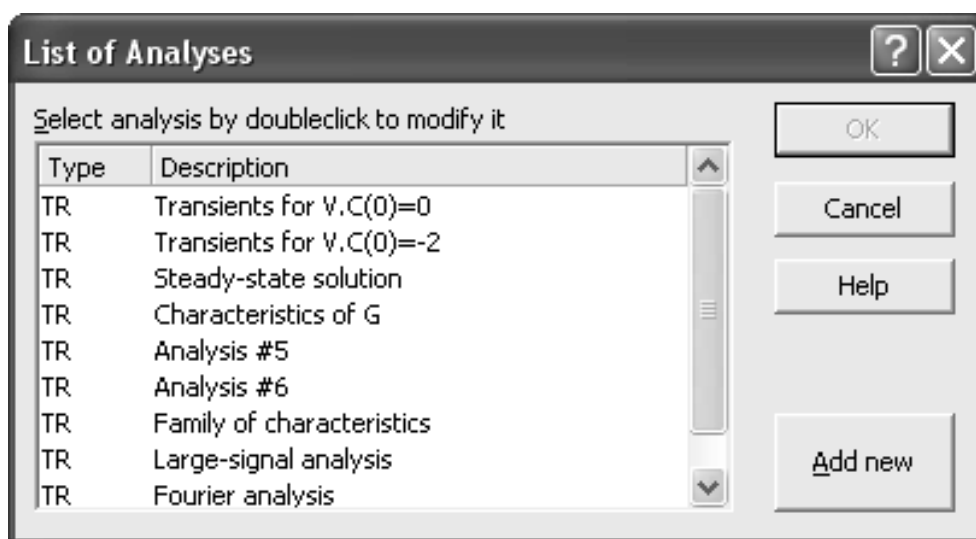 List of Analyses
Select analysis by doubleclick to modify it
Type Description
TR Transients for V.C(0)=0
TR Transients for V.C(0)=-2
TR Steady-state solution
TR Characteristics of G
TR Analysis #5
TR Analysis #6
TR Family of characteristics
TR Large-signal analysis
TR Fourier analysis
OK
Cancel
Help
Add new